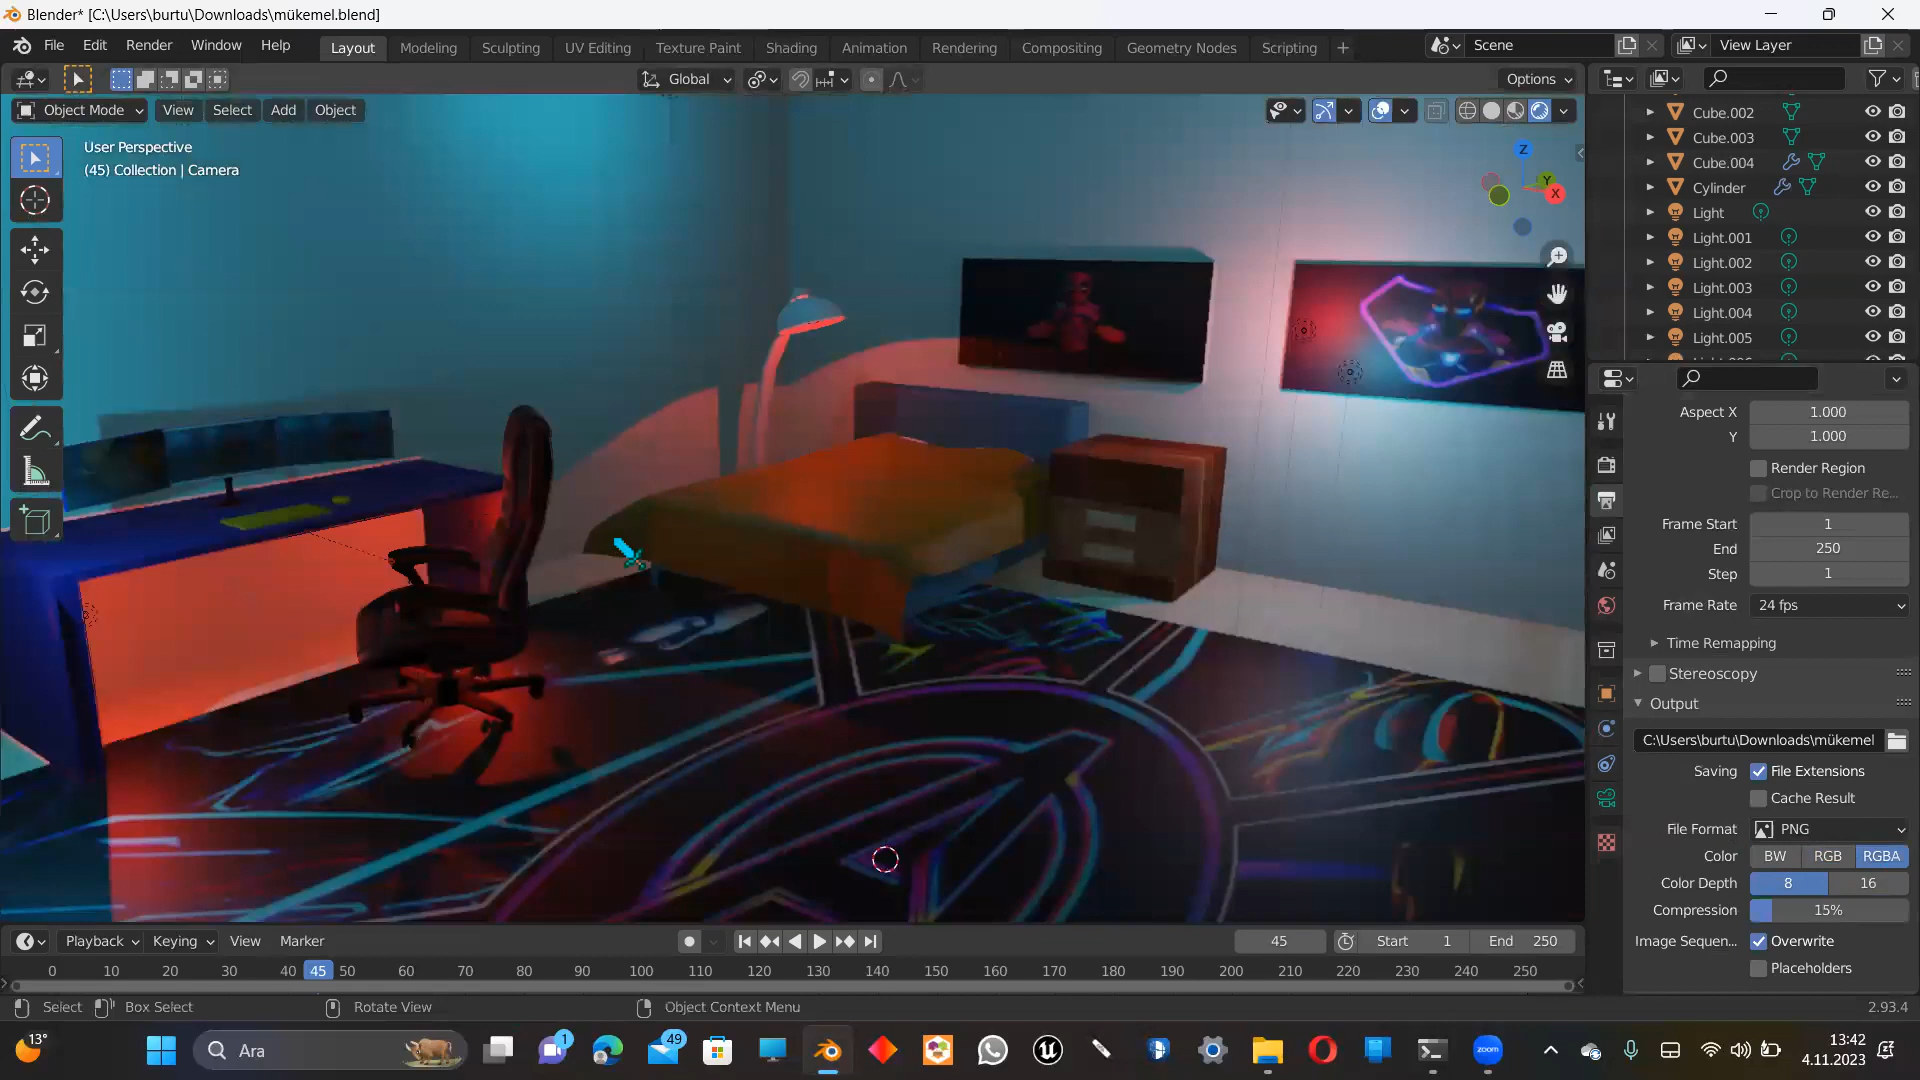 Blender* [C:\Users\burtu\Downloads\mükemel.blend]
File Edit Render Window Help
Layout Modeling Sculpting UV Editing Texture Paint Shading Animation Rendering Compositing Geometry Nodes Scripting
Scene
View Layer
Global
Options
Object Mode View Select Add Object
User Perspective
(45) Collection | Camera
Z
Y
X
Cube.002
Cube.003
Cube.004
Cylinder
Light
Light.001
Light.002
Light.003
Light.004
Light.005
Aspect X 1.000
Y 1.000
Render Region
Crop to Render Re...
Frame Start 1
End 250
Step 1
Frame Rate 24 fps
Time Remapping
Stereoscopy
Output
C:\Users\burtu\Downloads\mükemel
Saving File Extensions
Cache Result
File Format PNG
Color BW RGB RGBA
Color Depth 8 16
Compression 15%
Image Sequen... Overwrite
Placeholders
Playback Keying View Marker
45 Start 1 End 250
0 10 20 30 40 45 50 60 70 80 90 100 110 120 130 140 150 160 170 180 190 200 210 220 230 240 250
Select Box Select Rotate View Object Context Menu 2.93.4
13°
Ara
1
49
zoom
13:42
4.11.2023